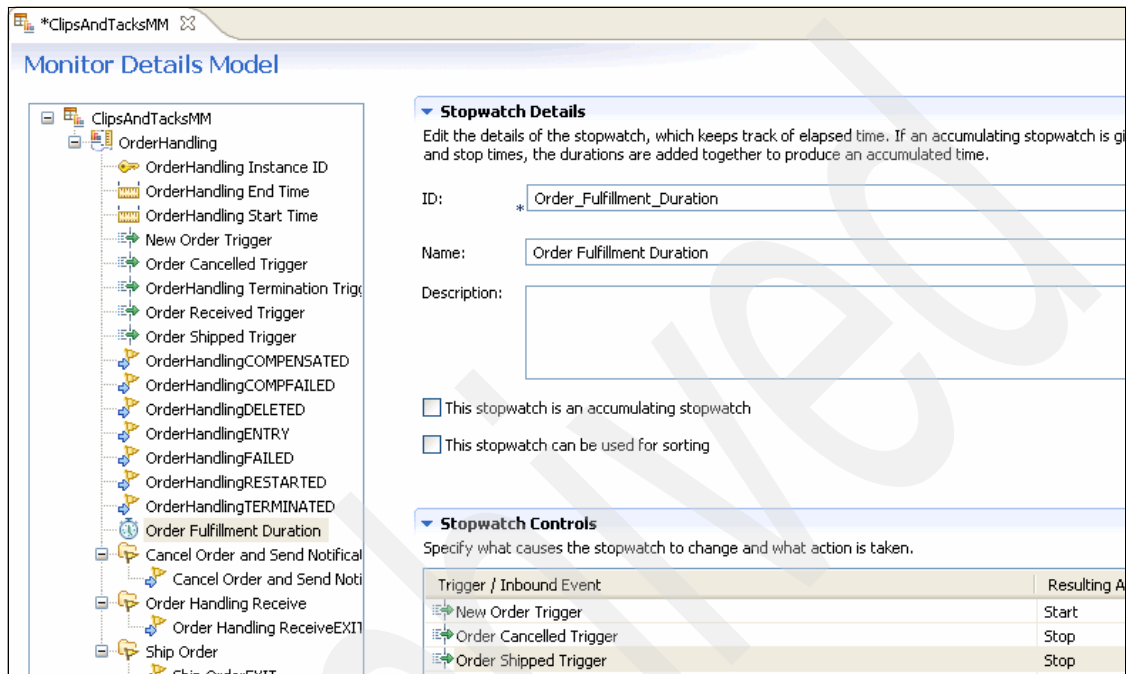 *ClipsAndTacksMM
Monitor Details Model
ClipsAndTacksMM
OrderHandling
OrderHandling Instance ID
OrderHandling End Time
OrderHandling Start Time
New Order Trigger
Order Cancelled Trigger
OrderHandling Termination Trigg
Order Received Trigger
Order Shipped Trigger
OrderHandlingCOMPENSATED
OrderHandlingCOMPFAILED
OrderHandlingDELETED
OrderHandlingENTRY
OrderHandlingFAILED
OrderHandlingRESTARTED
OrderHandlingTERMINATED
Order Fulfillment Duration
Cancel Order and Send Notificat
Cancel Order and Send Noti
Order Handling Receive
Order Handling ReceiveEXIT
Ship Order
Ship OrderEXIT
Stopwatch Details
Edit the details of the stopwatch, which keeps track of elapsed time. If an accumulating stopwatch is gi
and stop times, the durations are added together to produce an accumulated time.
ID: * Order_Fulfillment_Duration
Name: Order Fulfillment Duration
Description:
This stopwatch is an accumulating stopwatch
This stopwatch can be used for sorting
Stopwatch Controls
Specify what causes the stopwatch to change and what action is taken.
Trigger / Inbound Event Resulting A
New Order Trigger Start
Order Cancelled Trigger Stop
Order Shipped Trigger Stop